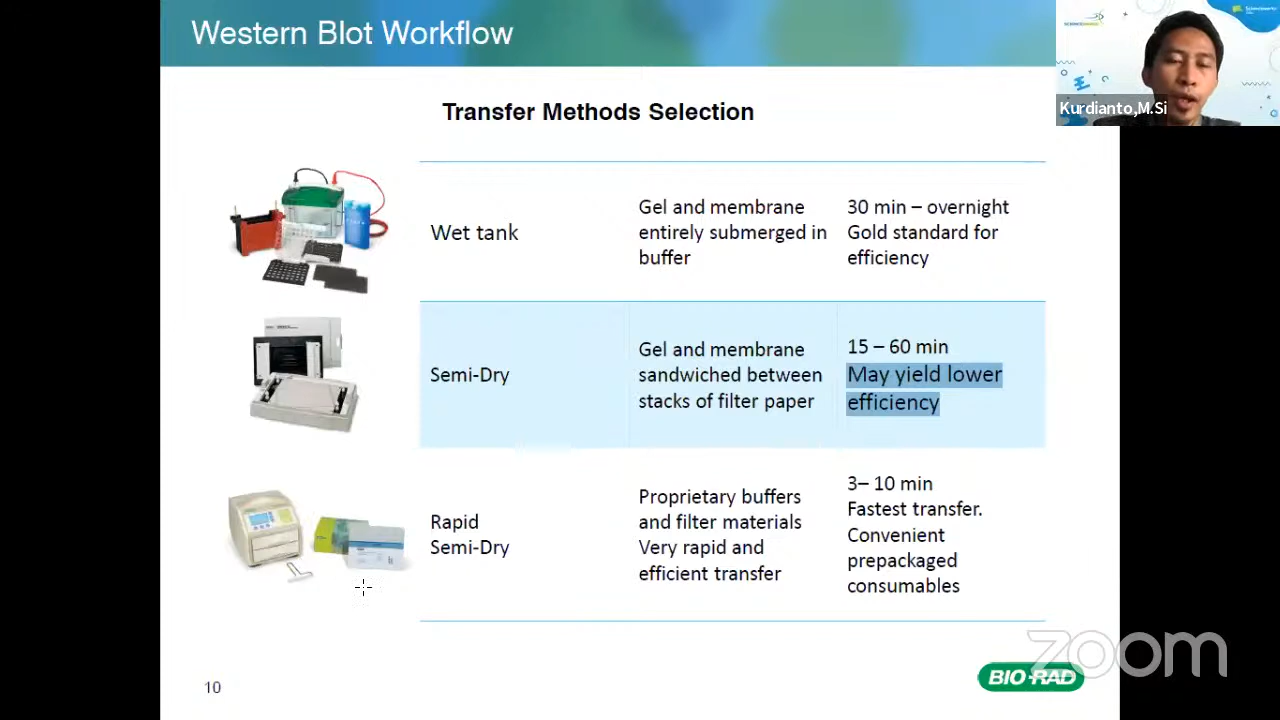 Western Blot Workflow
Kurdianto,M.Si
Transfer Methods Selection
Wet tank
Gel and membrane
entirely submerged in
buffer
30 min – overnight
Gold standard for
efficiency
Semi-Dry
Gel and membrane
sandwiched between
stacks of filter paper
15 – 60 min
May yield lower
efficiency
Rapid
Semi-Dry
Proprietary buffers
and filter materials
Very rapid and
efficient transfer
3– 10 min
Fastest transfer.
Convenient
prepackaged
consumables
10
BIO-RAD
zoom